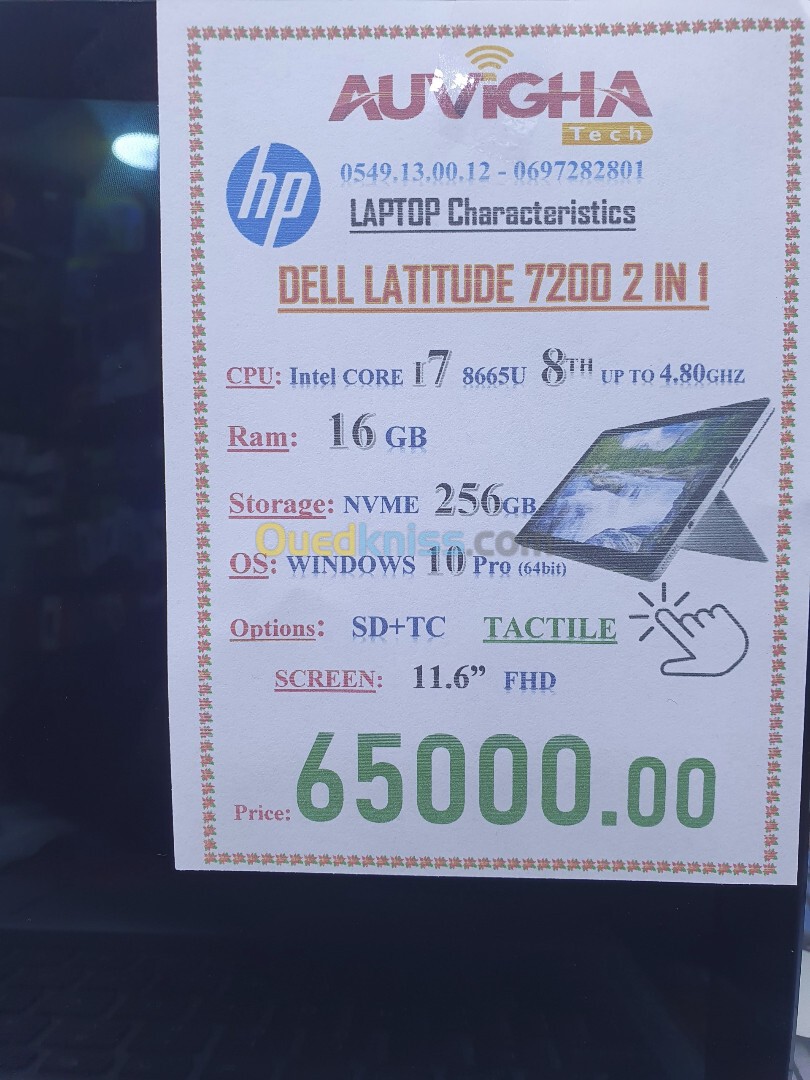 AUVIGHA
Tech
hp
0549.13.00.12 - 0697282801
LAPTOP Characteristics
DELL LATITUDE 7200 2 IN 1
CPU: Intel CORE I7 8665U 8TH UP TO 4.80GHZ
Ram: 16 GB
Storage: NVME 256GB
Ouedkniss.com
OS: WINDOWS 10 Pro (64bit)
Options: SD+TC TACTILE
SCREEN: 11.6” FHD
Price: 65000.00